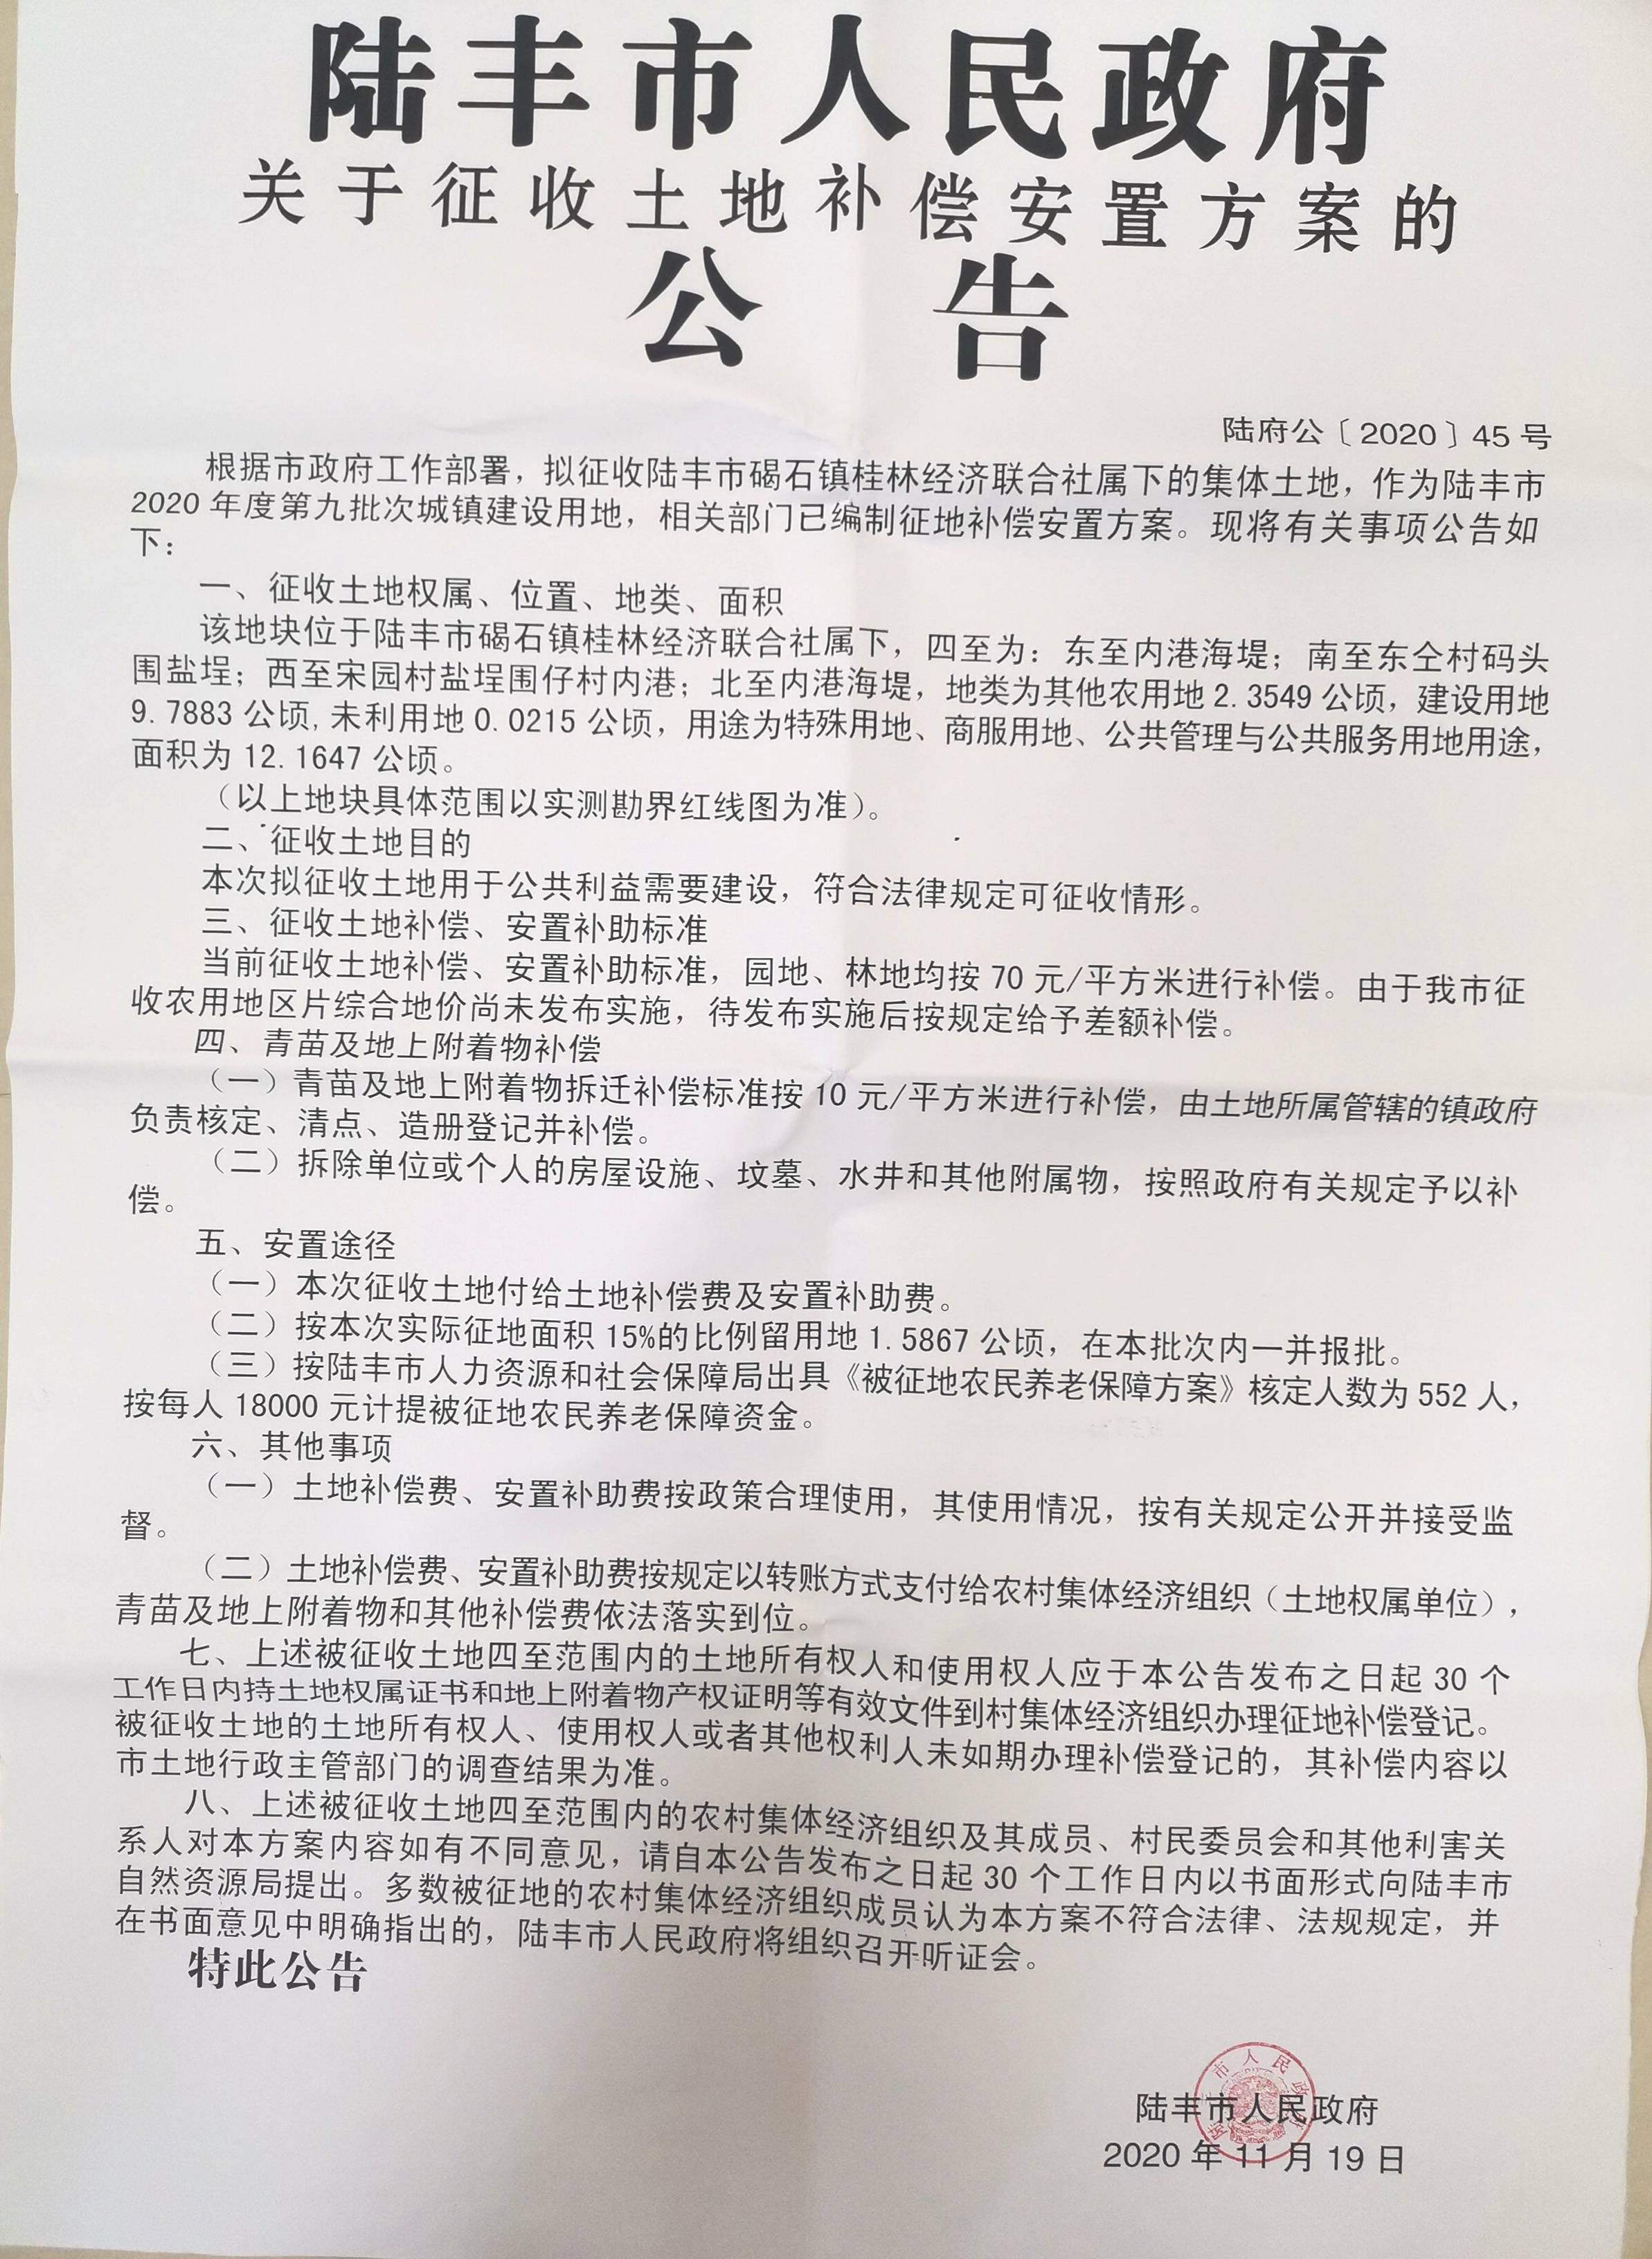 陆丰市人民政府
关于征收土地补偿安置方案的
公告
陆府公〔2020〕45号
根据市政府工作部署，拟征收陆丰市碣石镇桂林经济联合社属下的集体土地，作为陆丰市
2020年度第九批次城镇建设用地，相关部门已编制征地补偿安置方案。现将有关事项公告如
下：
一、征收土地权属、位置、地类、面积
该地块位于陆丰市碣石镇桂林经济联合社属下，四至为：东至内港海堤；南至东仝村码头
围盐埕；西至宋园村盐埕围仔村内港；北至内港海堤，地类为其他农用地2.3549公顷，建设用地
9.7883公顷,未利用地0.0215公顷，用途为特殊用地、商服用地、公共管理与公共服务用地用途，
面积为12.1647公顷。
（以上地块具体范围以实测勘界红线图为准）。
二、征收土地目的
本次拟征收土地用于公共利益需要建设，符合法律规定可征收情形。
三、征收土地补偿、安置补助标准
当前征收土地补偿、安置补助标准，园地、林地均按70元/平方米进行补偿。由于我市征
收农用地区片综合地价尚未发布实施，待发布实施后按规定给予差额补偿。
四、青苗及地上附着物补偿
（一）青苗及地上附着物拆迁补偿标准按10元/平方米进行补偿，由土地所属管辖的镇政府
负责核定、清点、造册登记并补偿。
（二）拆除单位或个人的房屋设施、坟墓、水井和其他附属物，按照政府有关规定予以补
偿。
五、安置途径
（一）本次征收土地付给土地补偿费及安置补助费。
（二）按本次实际征地面积15%的比例留用地1.5867公顷，在本批次内一并报批。
（三）按陆丰市人力资源和社会保障局出具《被征地农民养老保障方案》核定人数为552人，
按每人18000元计提被征地农民养老保障资金。
六、其他事项
（一）土地补偿费、安置补助费按政策合理使用，其使用情况，按有关规定公开并接受监
督。
（二）土地补偿费、安置补助费按规定以转账方式支付给农村集体经济组织（土地权属单位），
青苗及地上附着物和其他补偿费依法落实到位。
七、上述被征收土地四至范围内的土地所有权人和使用权人应于本公告发布之日起30个
工作日内持土地权属证书和地上附着物产权证明等有效文件到村集体经济组织办理征地补偿登记。
被征收土地的土地所有权人、使用权人或者其他权利人未如期办理补偿登记的，其补偿内容以
市土地行政主管部门的调查结果为准。
八、上述被征收土地四至范围内的农村集体经济组织及其成员、村民委员会和其他利害关
系人对本方案内容如有不同意见，请自本公告发布之日起30个工作日内以书面形式向陆丰市
自然资源局提出。多数被征地的农村集体经济组织成员认为本方案不符合法律、法规规定，并
在书面意见中明确指出的，陆丰市人民政府将组织召开听证会。
特此公告
陆丰市人民政府
2020年11月19日